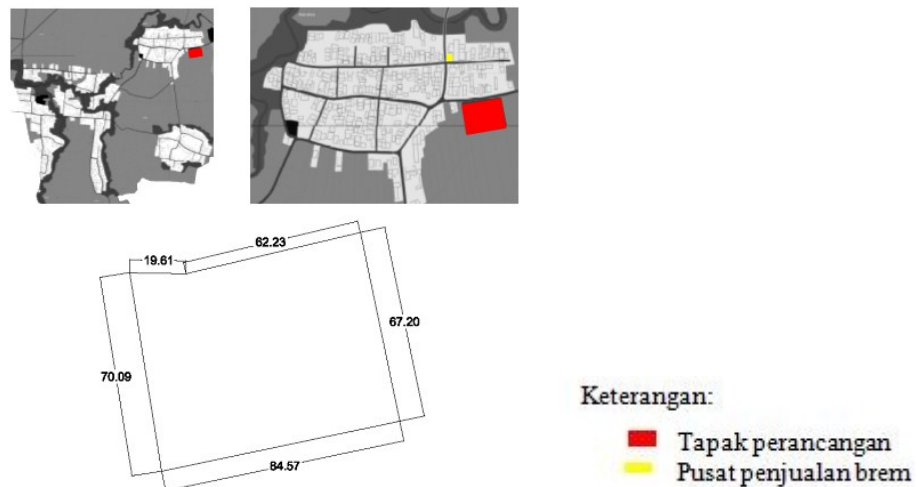 62.23
19.61
67.20
70.09
84.57
Keterangan:
Tapak perancangan
Pusat penjualan brem